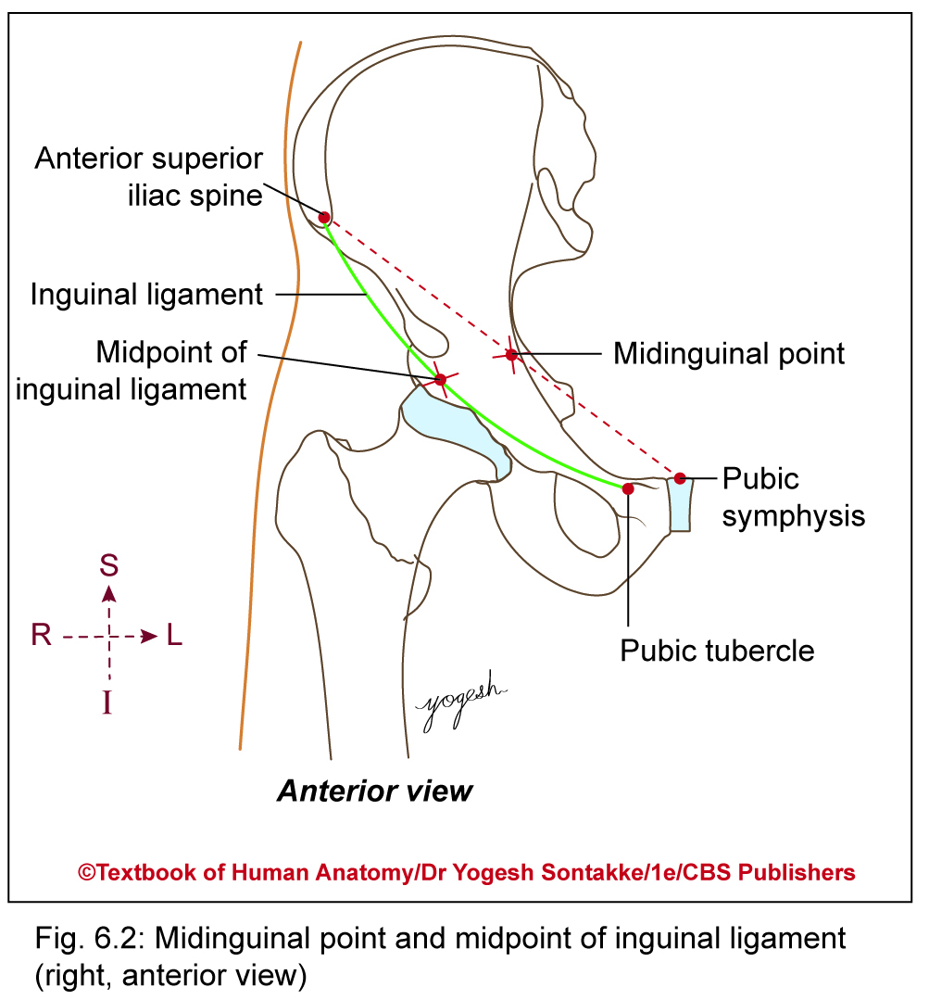 Anterior superior
iliac spine
Inguinal ligament
Midpoint of
inguinal ligament
Midinguinal point
Pubic
symphysis
Pubic tubercle
S
R
L
I
yogesh
Anterior view
©Textbook of Human Anatomy/Dr Yogesh Sontakke/1e/CBS Publishers
Fig. 6.2: Midinguinal point and midpoint of inguinal ligament
(right, anterior view)